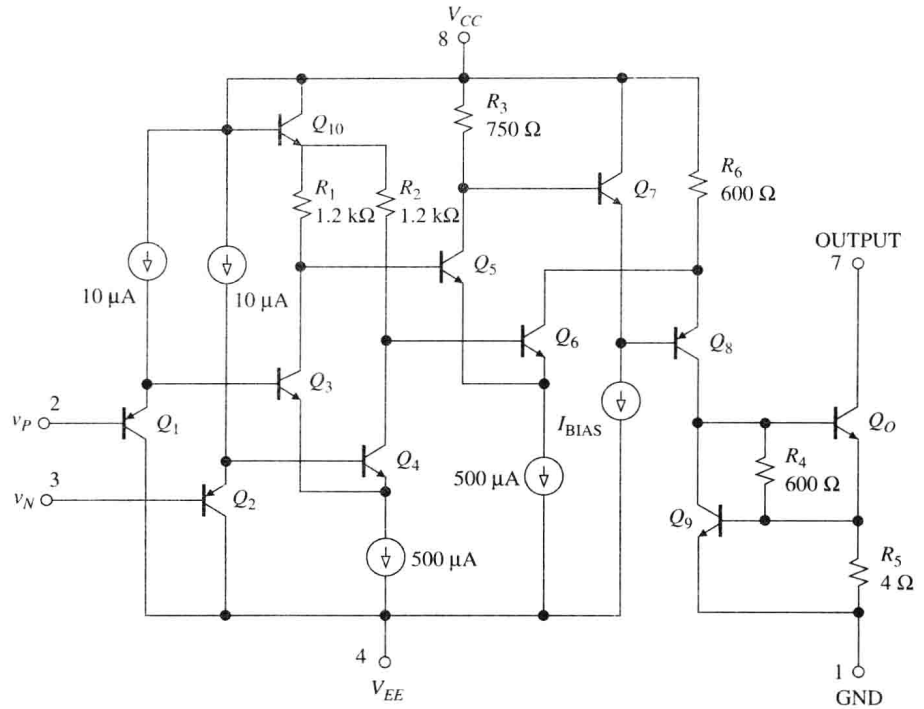 V_CC
8
Q_10
R_3
750 Ω
R_1
1.2 kΩ
R_2
1.2 kΩ
Q_7
R_6
600 Ω
OUTPUT
7
10 µA
10 µA
Q_5
Q_6
Q_8
Q_3
2
v_P
Q_1
I_BIAS
Q_O
Q_4
R_4
600 Ω
3
v_N
Q_2
500 µA
Q_9
500 µA
R_5
4 Ω
4
V_EE
1
GND